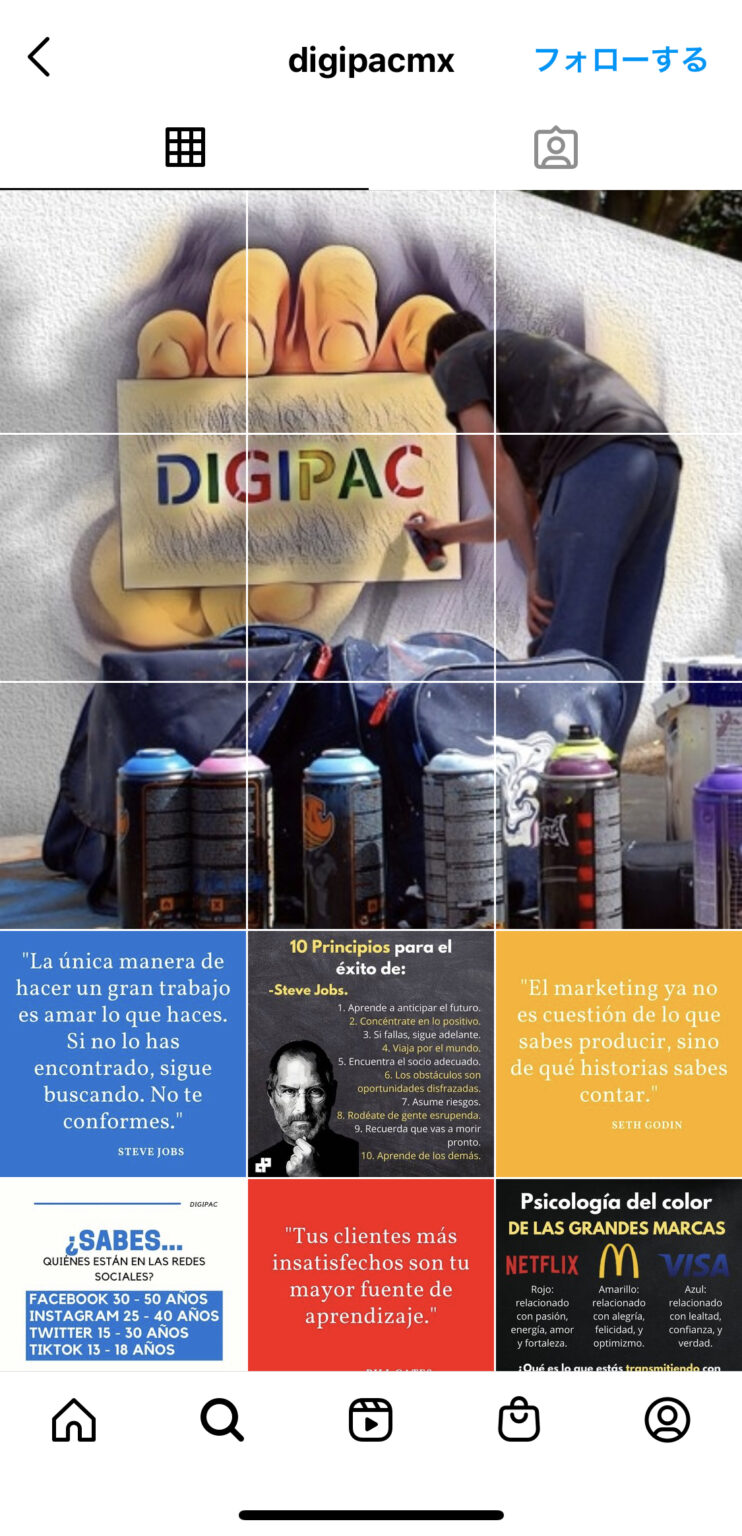 digipacmx
フォローする
DIGIPAC
"La única manera de
hacer un gran trabajo
es amar lo que haces.
Si no lo has
encontrado, sigue
buscando. No te
conformes."
STEVE JOBS
10 Principios para el
éxito de:
-Steve Jobs.
1. Aprende a anticipar el futuro.
2. Concéntrate en lo positivo.
3. Si fallas, sigue adelante.
4. Viaja por el mundo.
5. Encuentra el socio adecuado.
6. Los obstáculos son
oportunidades disfrazadas.
7. Asume riesgos.
8. Rodéate de gente esrupenda.
9. Recuerda que vas a morir
pronto.
10. Aprende de los demás.
"El marketing ya no
es cuestión de lo que
sabes producir, sino
de qué historias sabes
contar."
SETH GODIN
DIGIPAC
¿SABES...
QUIÉNES ESTÁN EN LAS REDES
SOCIALES?
FACEBOOK 30 - 50 AÑOS
INSTAGRAM 25 - 40 AÑOS
TWITTER 15 - 30 AÑOS
TIKTOK 13 - 18 AÑOS
"Tus clientes más
insatisfechos son tu
mayor fuente de
aprendizaje."
Psicología del color
DE LAS GRANDES MARCAS
NETFLIX
Rojo:
relacionado
con pasión,
energía, amor
y fortaleza.
Amarillo:
relacionado
con alegría,
felicidad, y
optimizmo.
VISA
Azul:
relacionado
con lealtad,
confianza, y
verdad.
¿Qué es lo que estás transmitiendo con